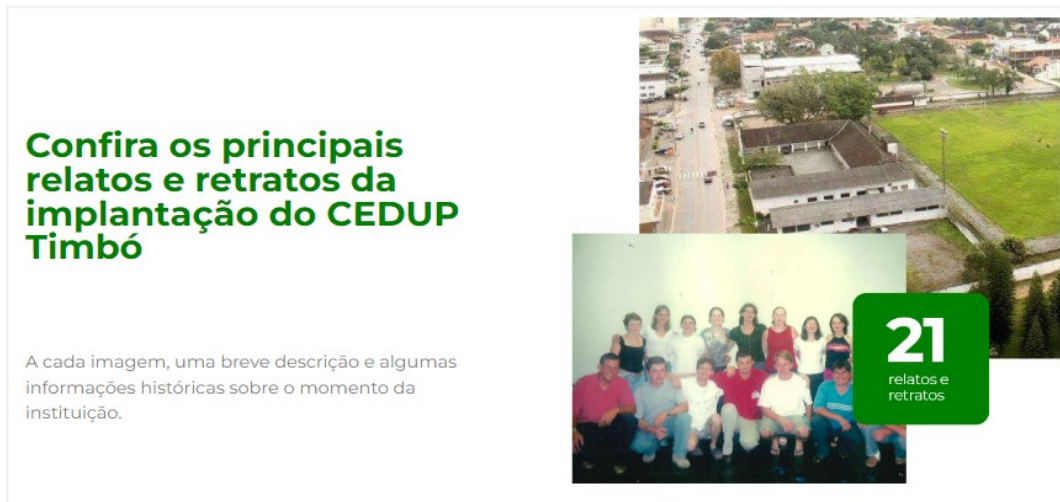 Confira os principais
relatos e retratos da
implantação do CEDUP
Timbó
A cada imagem, uma breve descrição e algumas
informações históricas sobre o momento da
instituição.
21
relatos e
retratos